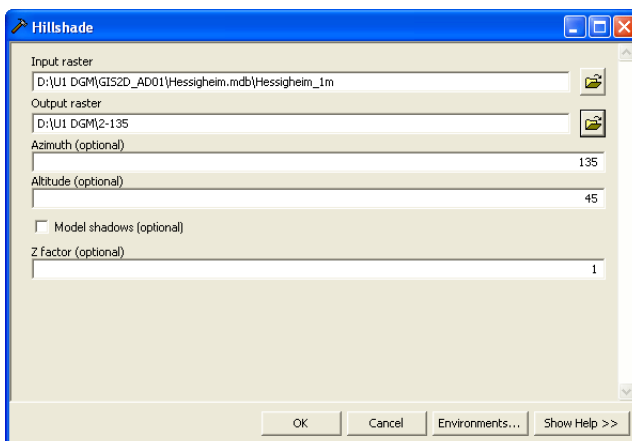 Hillshade
Input raster
D:\U1 DGM\GIS2D_AD01\Hessigheim.mdb\Hessigheim_1m
Output raster
D:\U1 DGM\2-135
Azimuth (optional)
135
Altitude (optional)
45
Model shadows (optional)
Z factor (optional)
1
OK Cancel Environments... Show Help >>